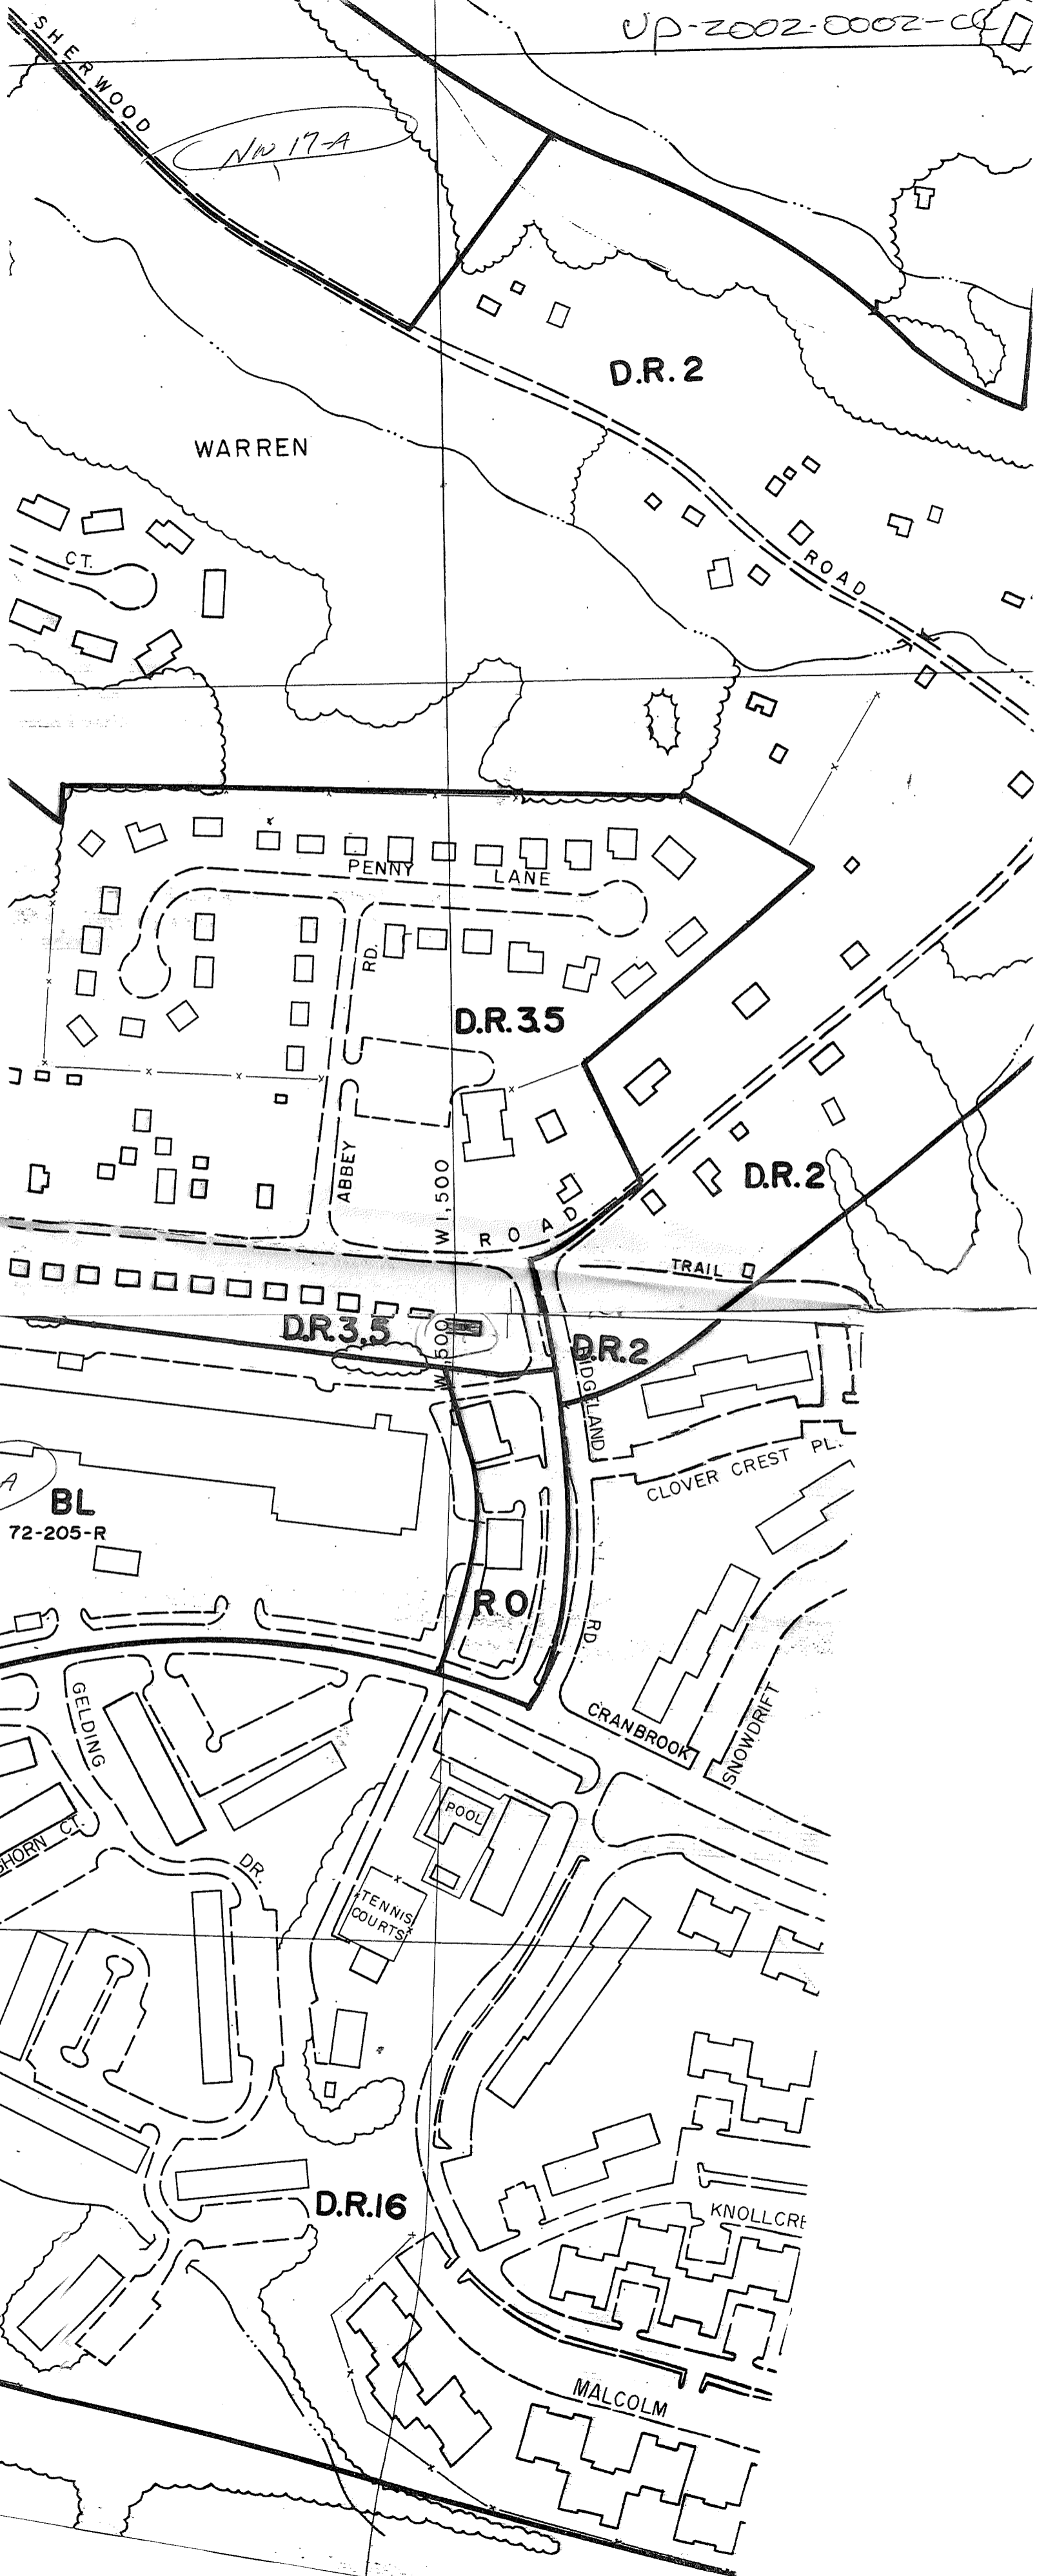 UP-2002-0002-CC
SHERWOOD
NW 17-A
D.R. 2
WARREN
ROAD
CT.
PENNY LANE
RD.
D.R. 3.5
ABBEY
W 1,500
ROAD
D.R. 2
TRAIL
D.R. 3.5
500
D.R. 2
RIDGELAND
CLOVER CREST PL.
A
BL
72-205-R
R O
RD.
GELDING
CRANBROOK
SNOWDRIFT
POOL
GHORN CT.
DR.
TENNIS
COURTS
D.R. 16
KNOLLCRE
MALCOLM